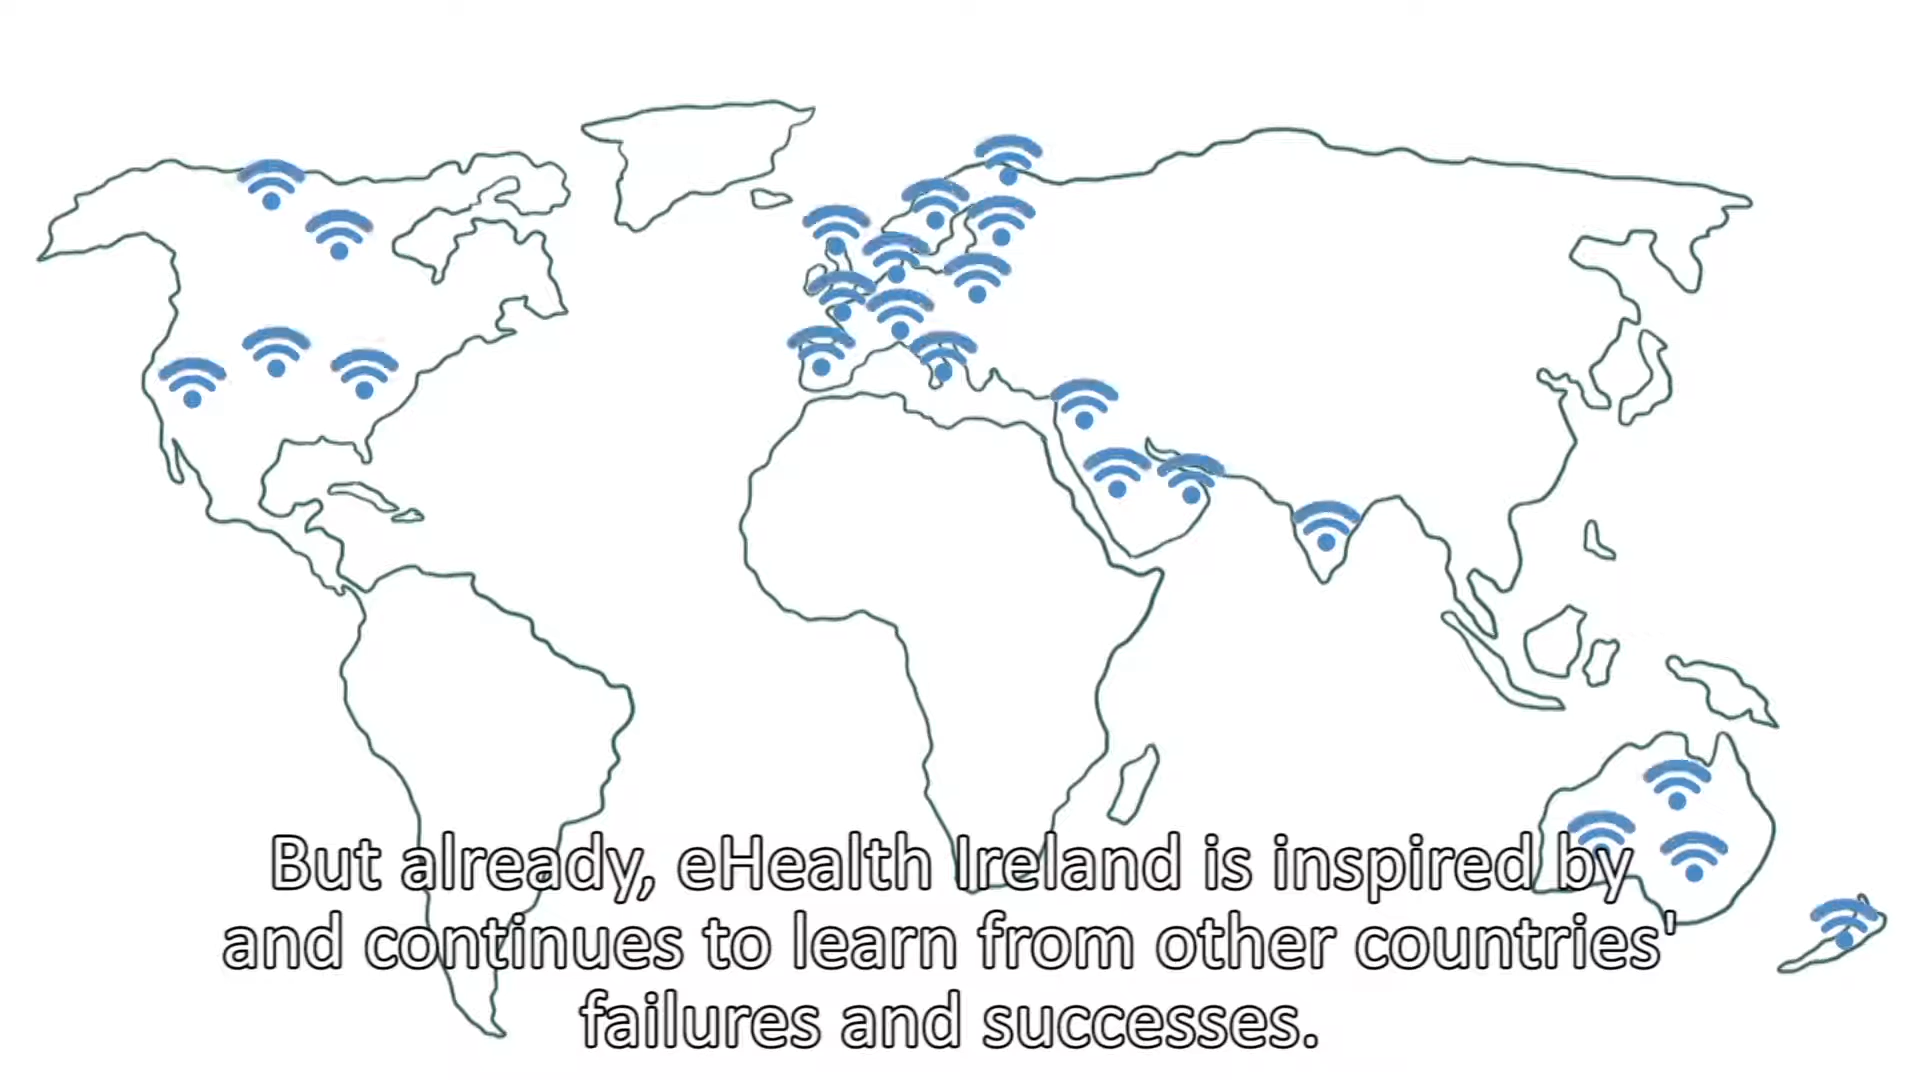 But already, eHealth Ireland is inspired by
and continues to learn from other countries'
failures and successes.